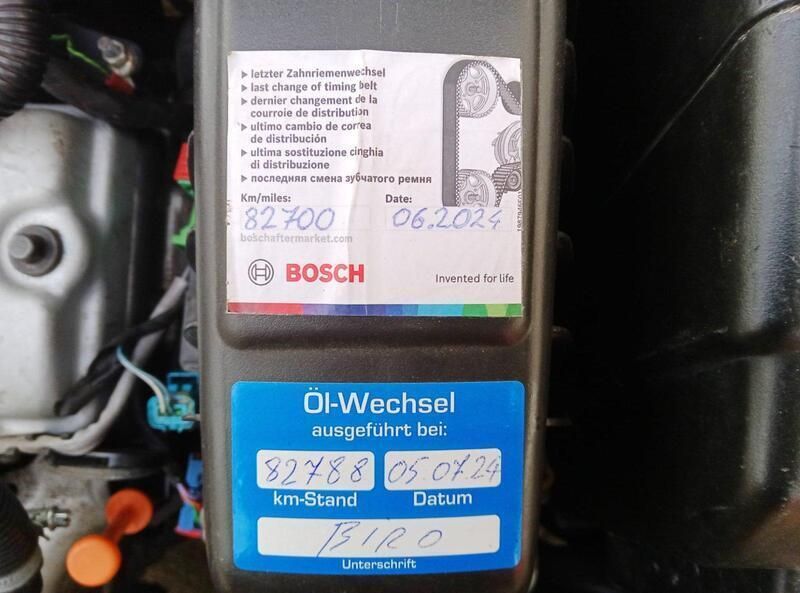 ▶ letzter Zahnriemenwechsel
▶ last change of timing belt
▶ dernier changement de la
courroie de distribution
▶ ultimo cambio de correa
de distribución
▶ ultima sostituzione cinghia
di distribuzione
▶ последняя смена зубчатого ремня
Km/miles: Date:
82700 06.2024
boschaftermarket.com
BOSCH Invented for life
Öl-Wechsel
ausgeführt bei:
82788 05.07.24
km-Stand Datum
BIRO
Unterschrift